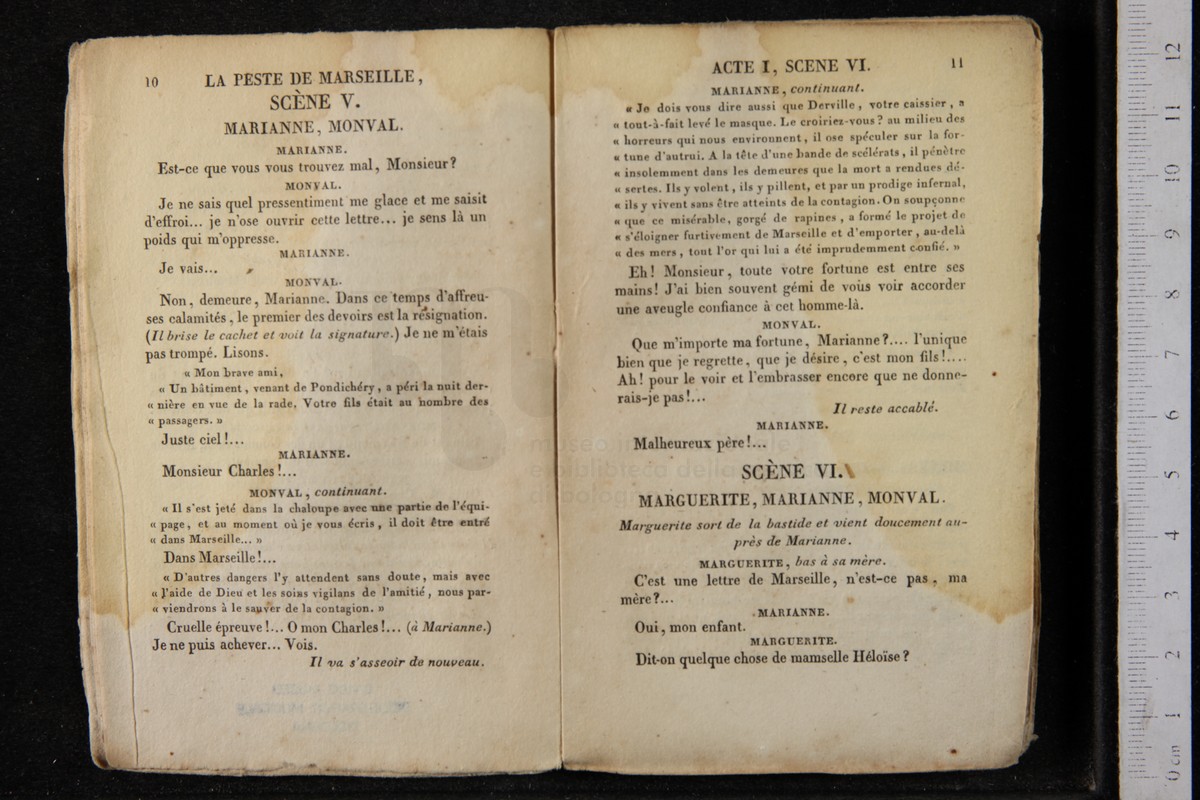 10 LA PESTE DE MARSEILLE,
SCÈNE V.
MARIANNE, MONVAL.
MARIANNE.
Est-ce que vous vous trouvez mal, Monsieur?
MONVAL.
Je ne sais quel pressentiment me glace et me saisit
d'effroi... je n'ose ouvrir cette lettre... je sens là un
poids qui m'oppresse.
MARIANNE.
Je vais...
MONVAL.
Non, demeure, Marianne. Dans ce temps d'affreu-
ses calamités, le premier des devoirs est la résignation.
(Il brise le cachet et voit la signature.) Je ne m'étais
pas trompé. Lisons.
« Mon brave ami,
« Un bâtiment, venant de Pondichéry, a péri la nuit der-
« nière en vue de la rade. Votre fils était au nombre des
« passagers. »
Juste ciel!...
MARIANNE.
Monsieur Charles!...
MONVAL, continuant.
« Il s'est jeté dans la chaloupe avec une partie de l'équi-
« page, et au moment où je vous écris, il doit être entré
« dans Marseille... »
Dans Marseille!...
« D'autres dangers l'y attendent sans doute, mais avec
« l'aide de Dieu et les soins vigilans de l'amitié, nous par-
« viendrons à le sauver de la contagion. »
Cruelle épreuve!... O mon Charles!... (à Marianne.)
Je ne puis achever... Vois.
Il va s'asseoir de nouveau.
ACTE I, SCENE VI. 11
MARIANNE, continuant.
« Je dois vous dire aussi que Derville, votre caissier, a
« tout-à-fait levé le masque. Le croiriez-vous? au milieu des
« horreurs qui nous environnent, il ose spéculer sur la for-
« tune d'autrui. A la tête d'une bande de scélérats, il pénètre
« insolemment dans les demeures que la mort a rendues dé-
« sertes. Ils y volent, ils y pillent, et par un prodige infernal,
« ils y vivent sans être atteints de la contagion. On soupçonne
« que ce misérable, gorgé de rapines, a formé le projet de
« s'éloigner furtivement de Marseille et d'emporter, au-delà
« des mers, tout l'or qui lui a été imprudemment confié. »
Eh! Monsieur, toute votre fortune est entre ses
mains! J'ai bien souvent gémi de vous voir accorder
une aveugle confiance à cet homme-là.
MONVAL.
Que m'importe ma fortune, Marianne?.... l'unique
bien que je regrette, que je désire, c'est mon fils!....
Ah! pour le voir et l'embrasser encore que ne donne-
rais-je pas!...
Il reste accablé.
MARIANNE.
Malheureux père!...
SCÈNE VI.
MARGUERITE, MARIANNE, MONVAL.
Marguerite sort de la bastide et vient doucement au-
près de Marianne.
MARGUERITE, bas à sa mère.
C'est une lettre de Marseille, n'est-ce pas, ma
mère?...
MARIANNE.
Oui, mon enfant.
MARGUERITE.
Dit-on quelque chose de mamselle Héloïse?
0 cm 1 2 3 4 5 6 7 8 9 10 11 12